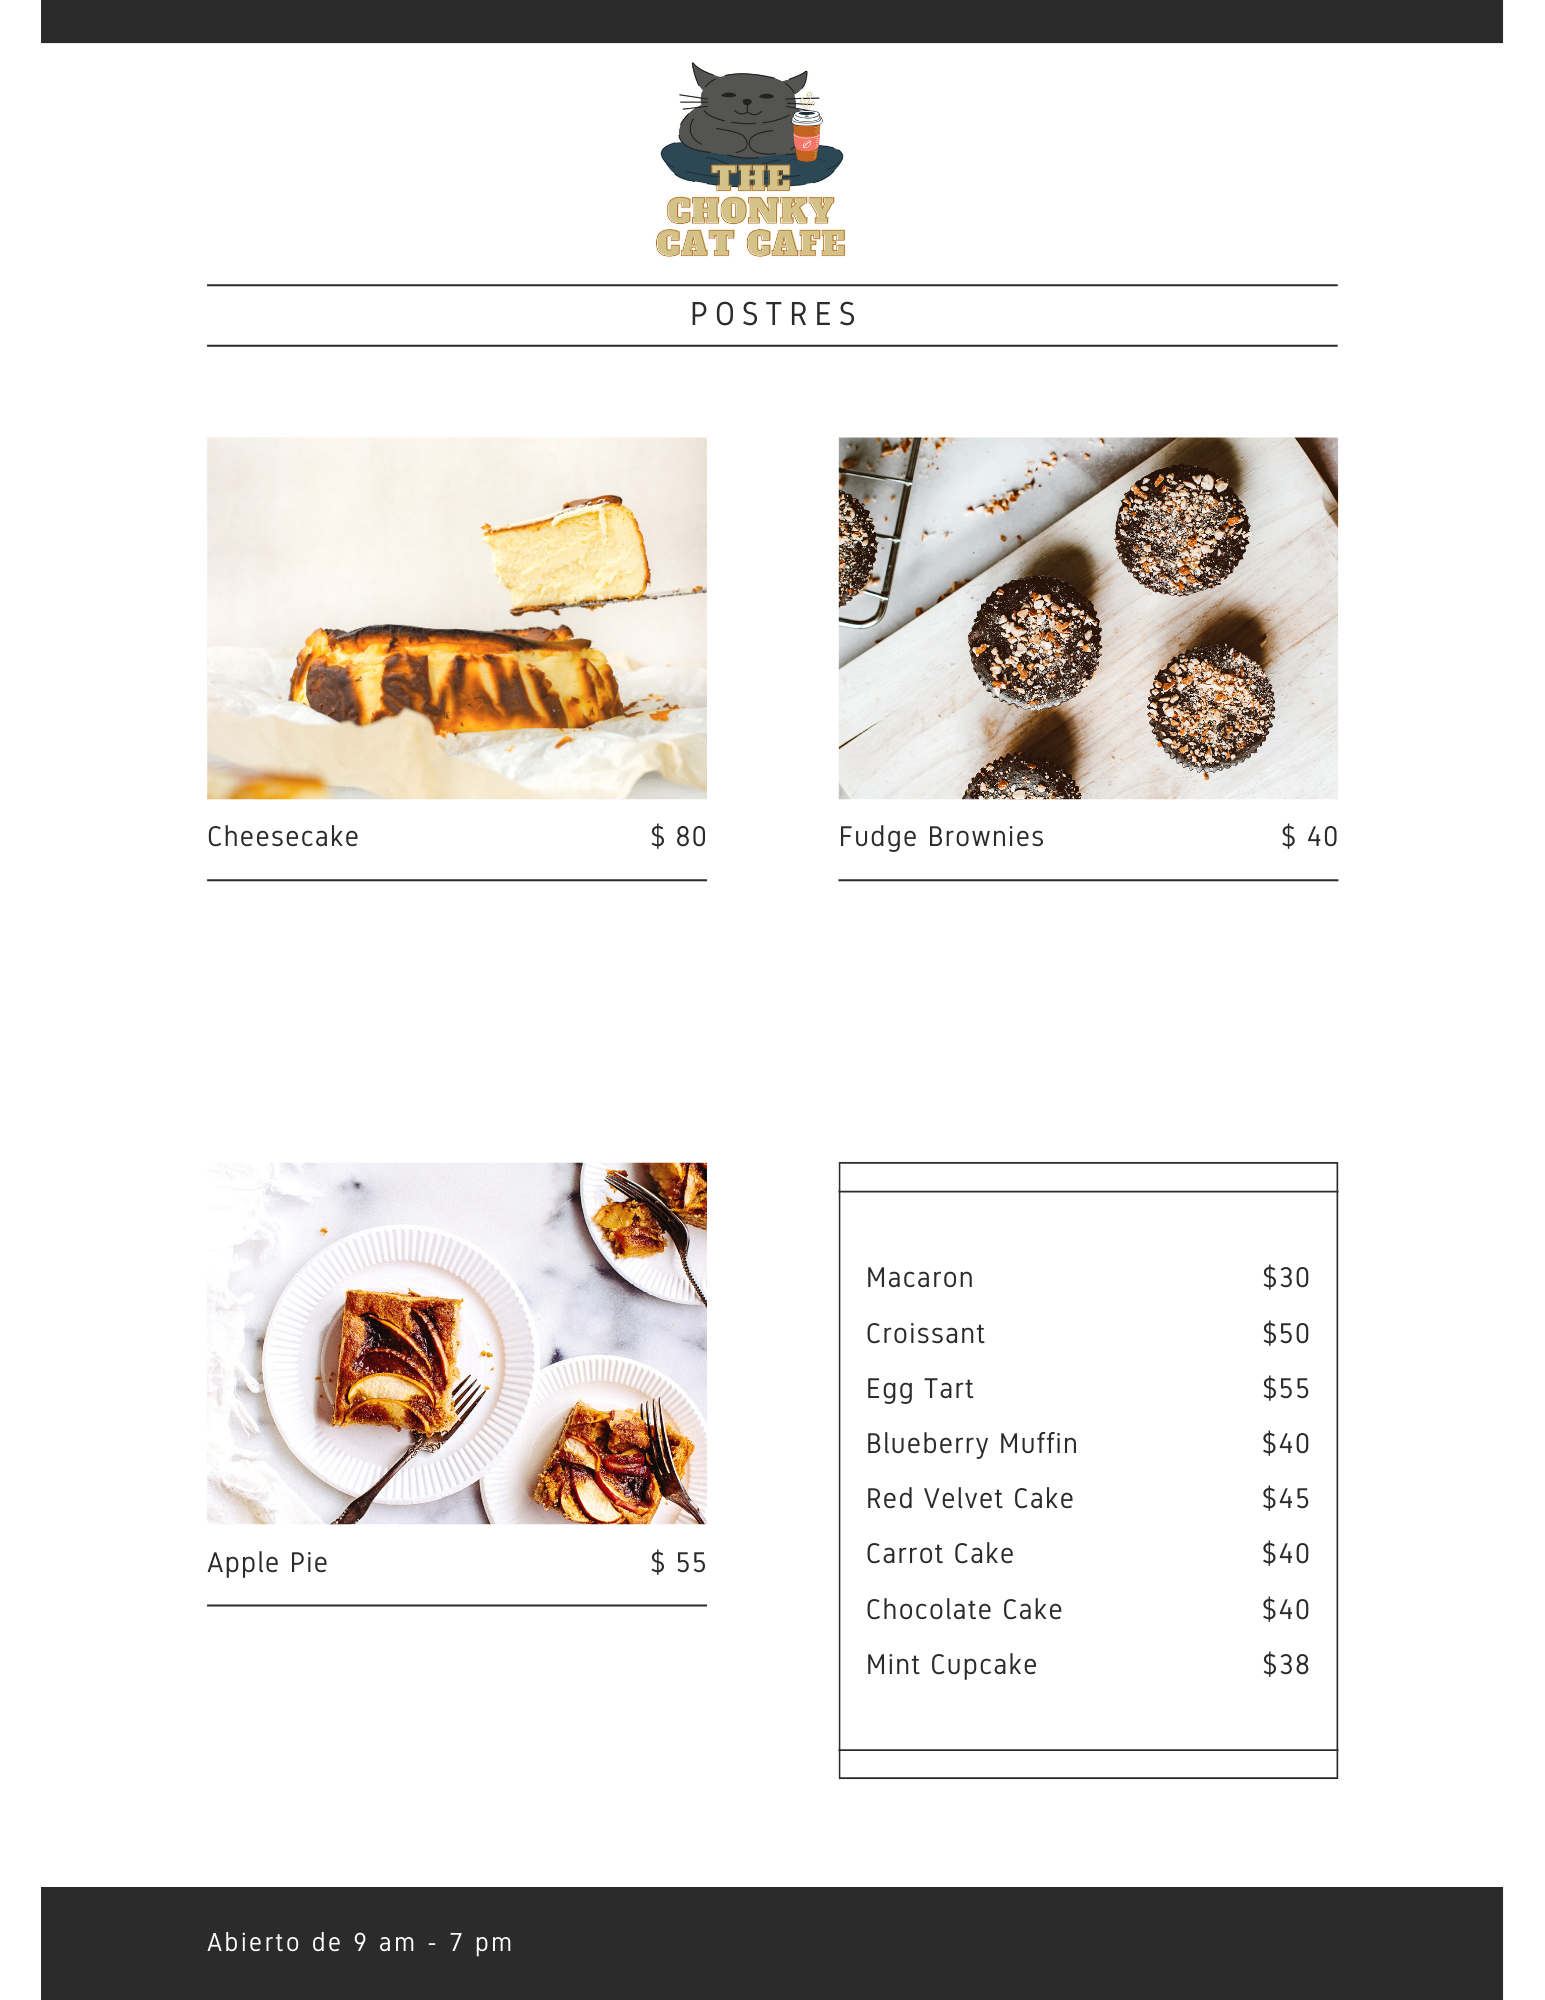 THE
CHONKY
CAT CAFE
POSTRES
Cheesecake $ 80
Fudge Brownies $ 40
Apple Pie $ 55
Macaron $30
Croissant $50
Egg Tart $55
Blueberry Muffin $40
Red Velvet Cake $45
Carrot Cake $40
Chocolate Cake $40
Mint Cupcake $38
Abierto de 9 am - 7 pm